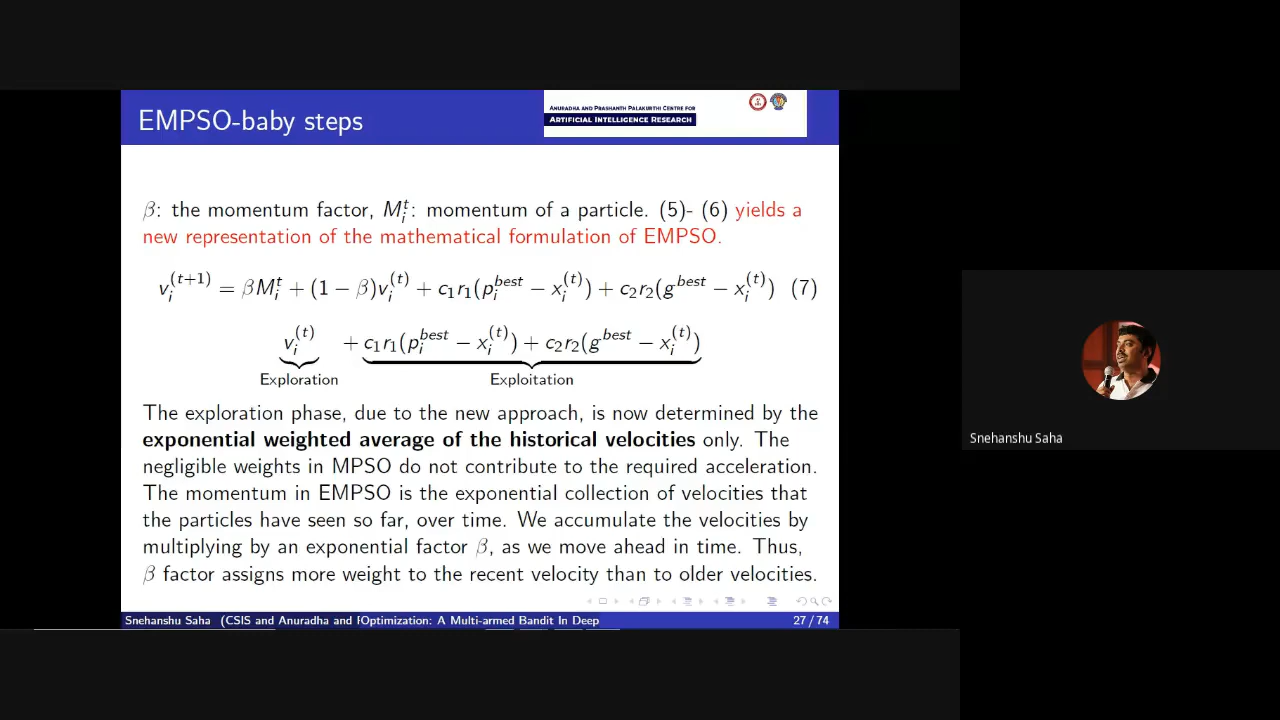 EMPSO-baby steps
ANURADHA AND PRASHANTH PALAKURTHI CENTRE FOR
ARTIFICIAL INTELLIGENCE RESEARCH
β: the momentum factor, M_i^t: momentum of a particle. (5)- (6) yields a
new representation of the mathematical formulation of EMPSO.
v_i^{(t+1)} = βM_i^t + (1 − β)v_i^{(t)} + c_1r_1(p_i^{best} − x_i^{(t)}) + c_2r_2(g^{best} − x_i^{(t)}) (7)
v_i^{(t)} + c_1r_1(p_i^{best} − x_i^{(t)}) + c_2r_2(g^{best} − x_i^{(t)})
Exploration Exploitation
The exploration phase, due to the new approach, is now determined by the
exponential weighted average of the historical velocities only. The
negligible weights in MPSO do not contribute to the required acceleration.
The momentum in EMPSO is the exponential collection of velocities that
the particles have seen so far, over time. We accumulate the velocities by
multiplying by an exponential factor β, as we move ahead in time. Thus,
β factor assigns more weight to the recent velocity than to older velocities.
Snehanshu Saha (CSIS and Anuradha and P Optimization: A Multi-armed Bandit In Deep 27 / 74
Snehanshu Saha